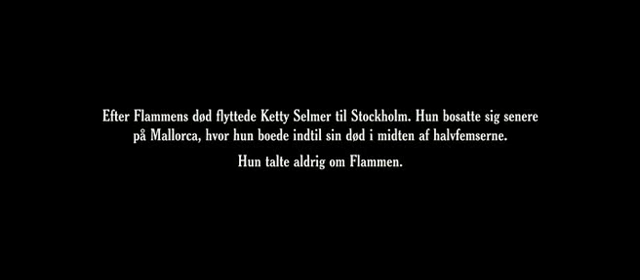 Efter Flammens død flyttede Ketty Selmer til Stockholm. Hun bosatte sig senere
på Mallorca, hvor hun boede indtil sin død i midten af halvfemserne.
Hun talte aldrig om Flammen.